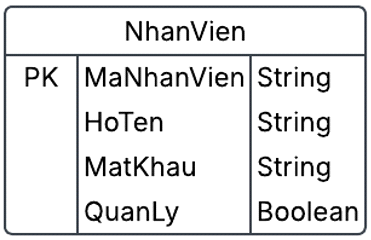 NhanVien
PK MaNhanVien String
HoTen String
MatKhau String
QuanLy Boolean